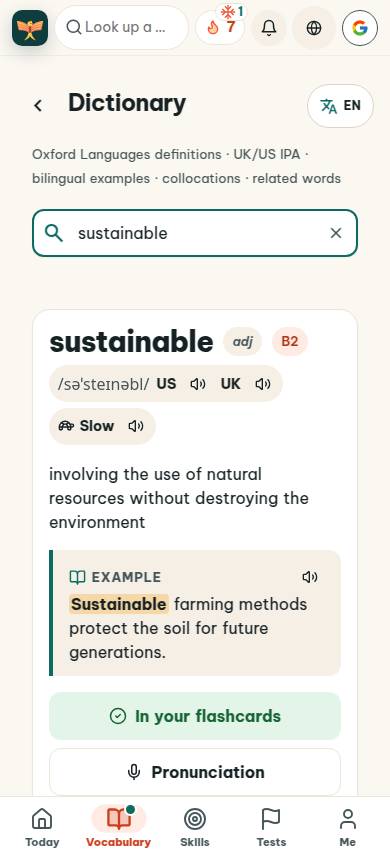 Look up a ...
1
7
Dictionary
EN
Oxford Languages definitions · UK/US IPA ·
bilingual examples · collocations · related words
sustainable
sustainable adj B2
/səˈsteɪnəbl/ US UK
Slow
involving the use of natural
resources without destroying the
environment
EXAMPLE
Sustainable farming methods
protect the soil for future
generations.
In your flashcards
Pronunciation
Today Vocabulary Skills Tests Me